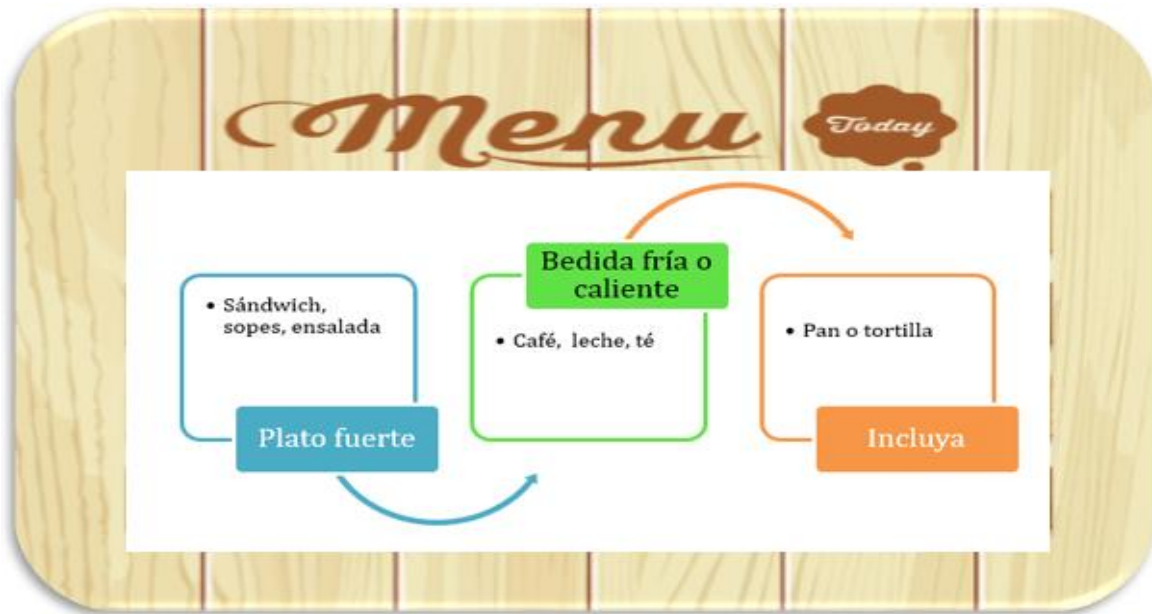 Menu
Today
• Sándwich,
sopes, ensalada
Plato fuerte
Bedida fría o
caliente
• Café, leche, té
• Pan o tortilla
Incluya